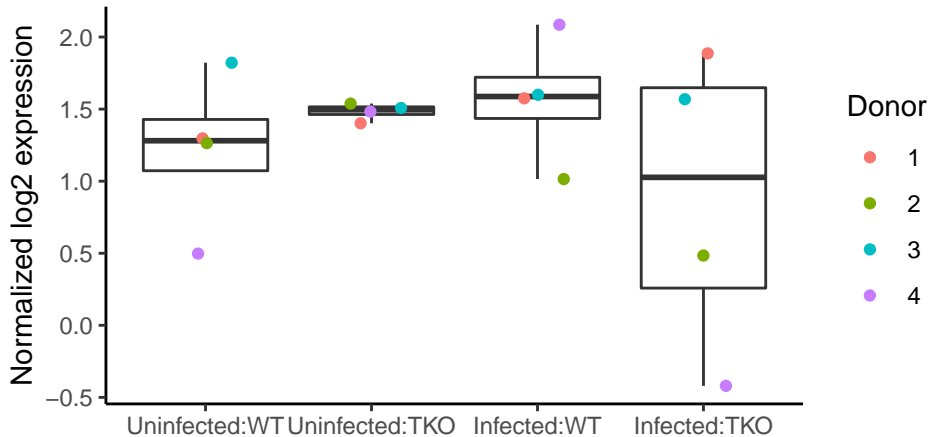 Normalized log2 expression
2.0
1.5
1.0
0.5
0.0
−0.5
Uninfected:WT
Uninfected:TKO
Infected:WT
Infected:TKO
Donor
1
2
3
4